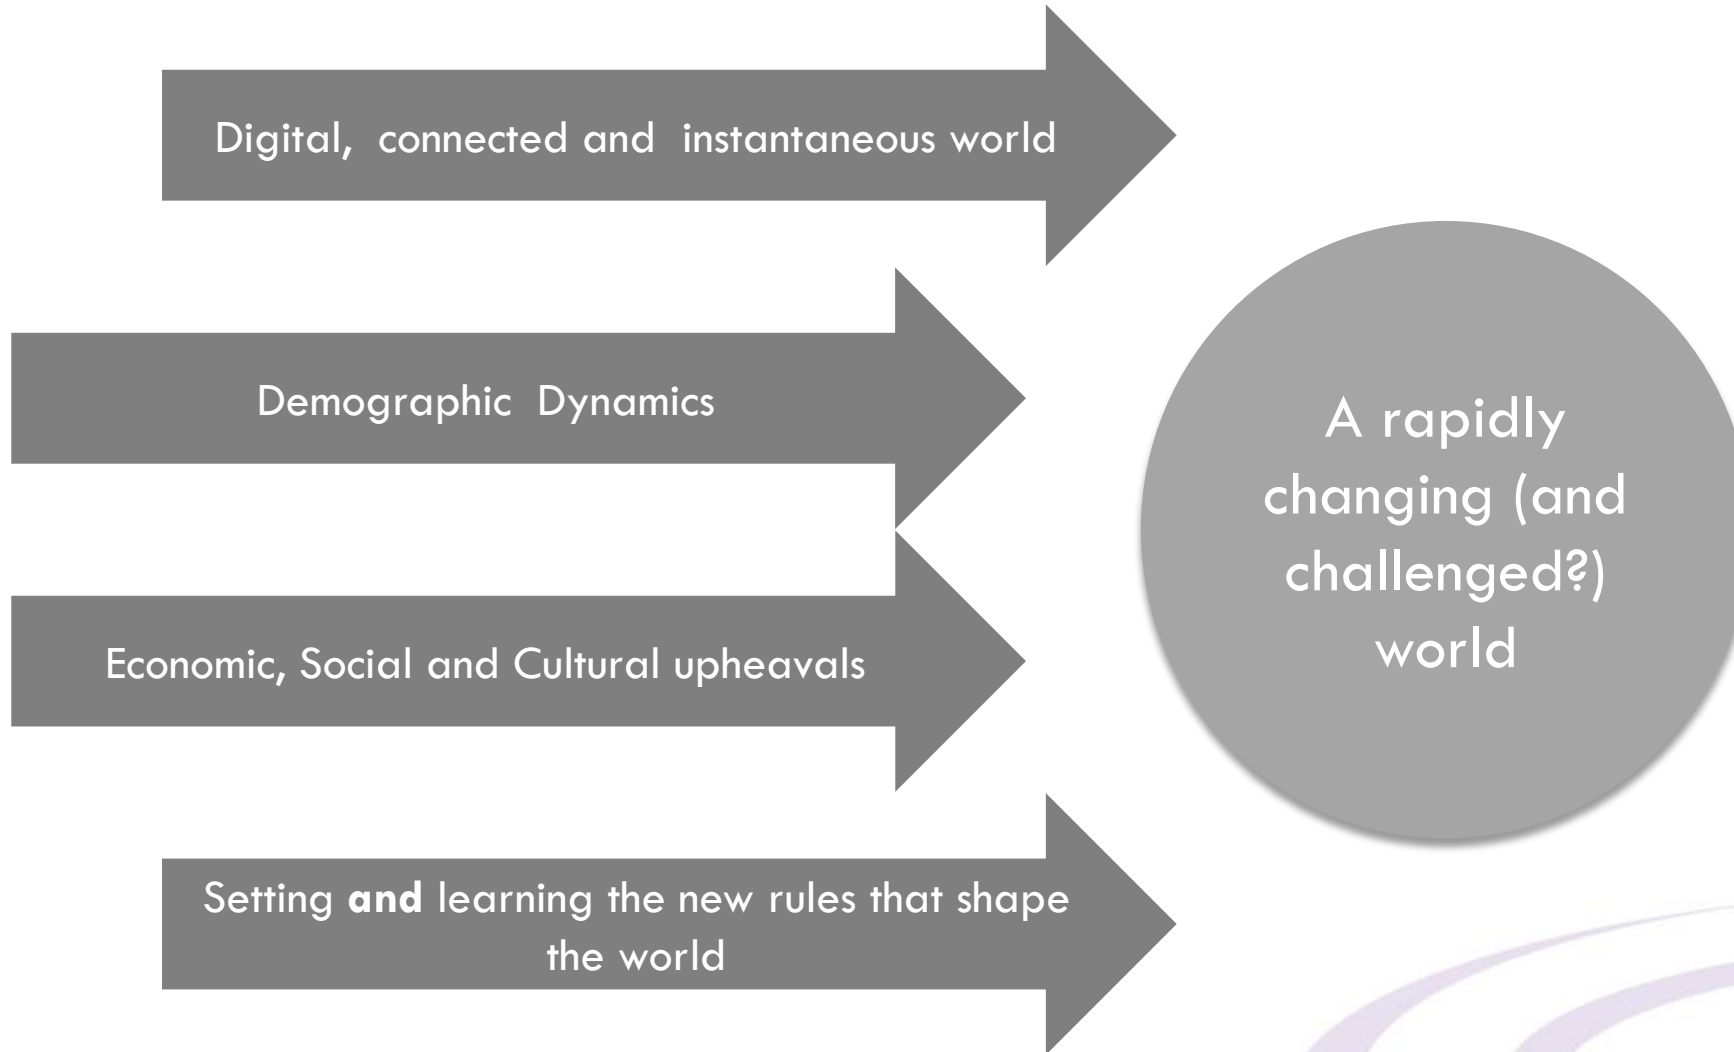 Digital, connected and instantaneous world
Demographic Dynamics
Economic, Social and Cultural upheavals
Setting and learning the new rules that shape
the world
A rapidly
changing (and
challenged?)
world